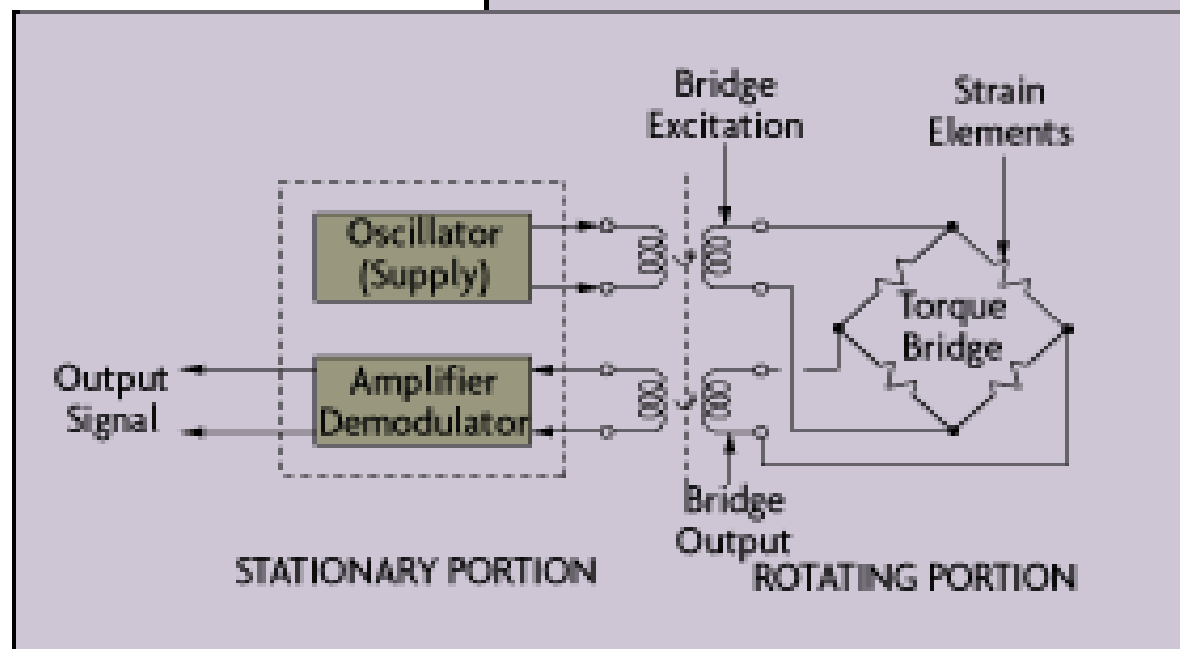 Bridge
Excitation
Strain
Elements
Oscillator
(Supply)
Torque
Bridge
Output
Signal
Amplifier
Demodulator
Bridge
Output
STATIONARY PORTION
ROTATING PORTION